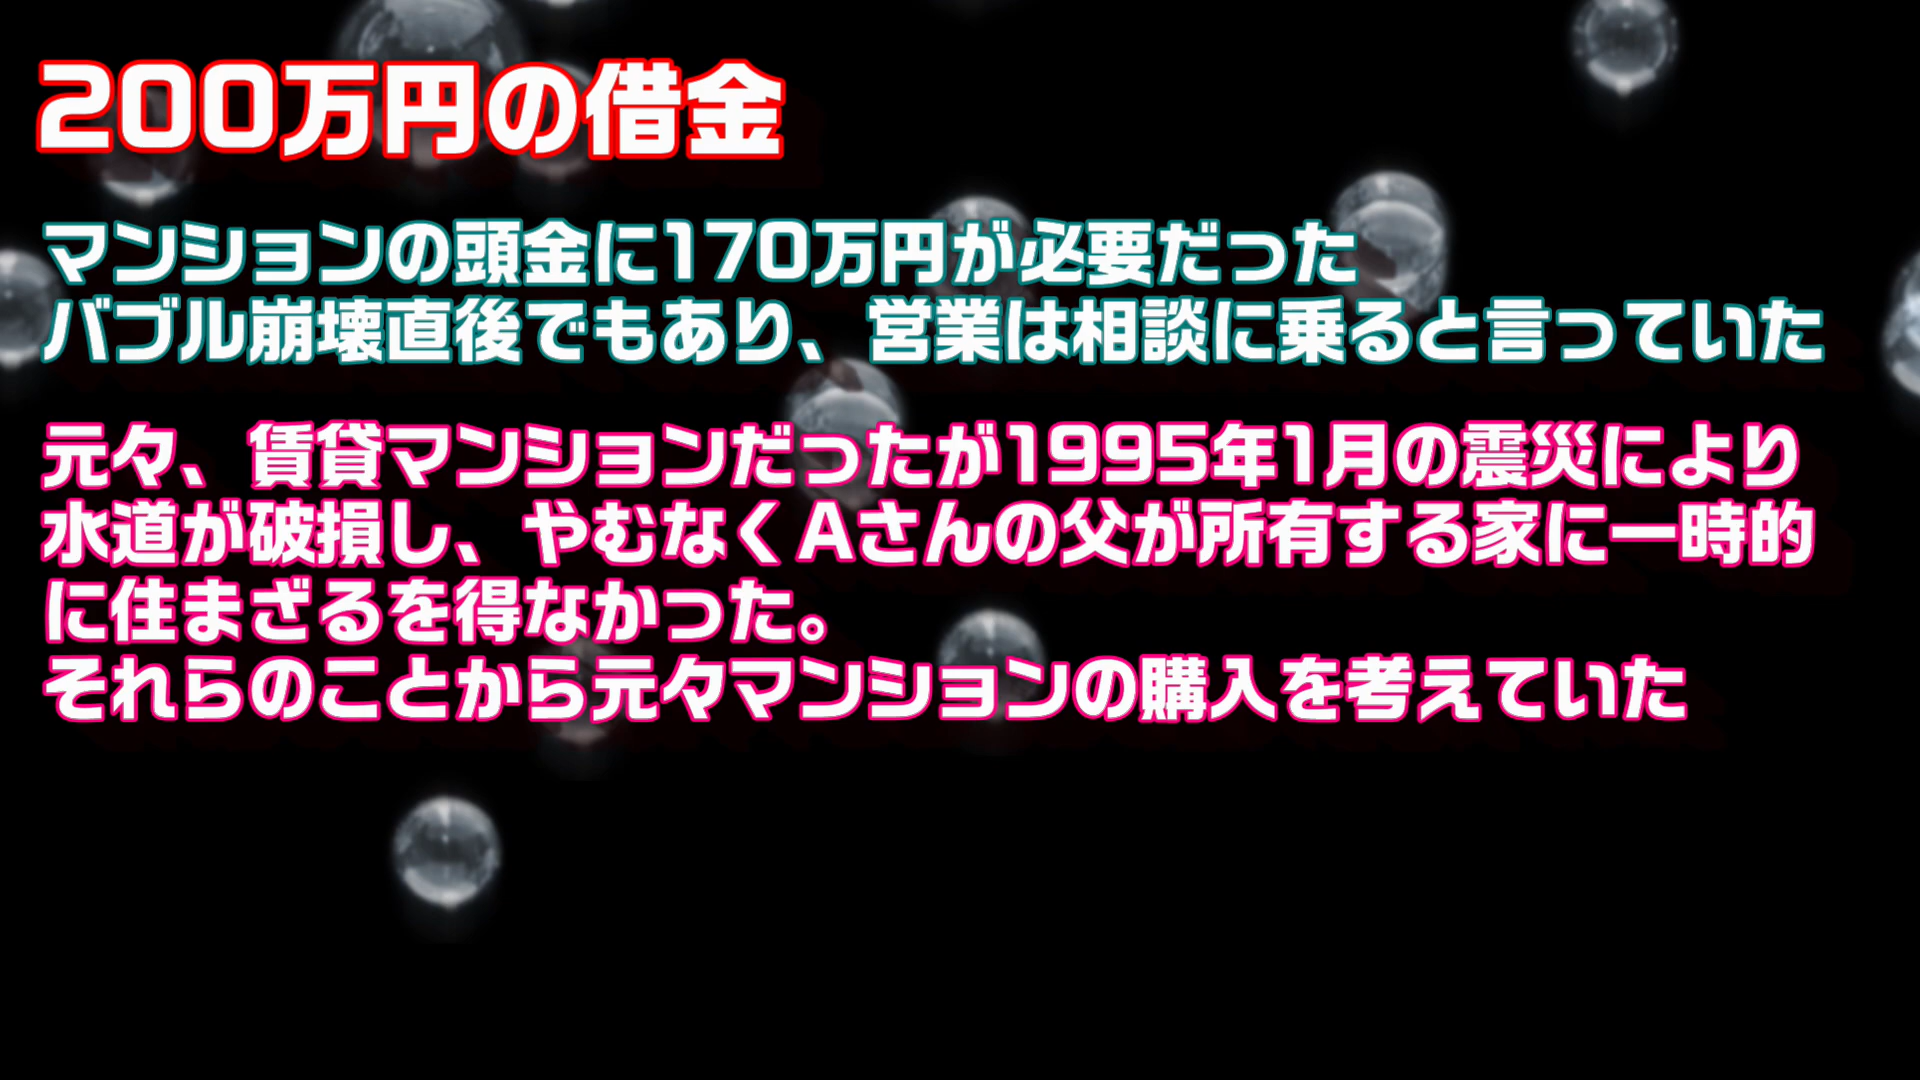 200万円の借金
マンションの頭金に170万円が必要だった
バブル崩壊直後でもあり、営業は相談に乗ると言っていた
元々、賃貸マンションだったが1995年1月の震災により
水道が破損し、やむなくAさんの父が所有する家に一時的
に住まざるを得なかった。
それらのことから元々マンションの購入を考えていた